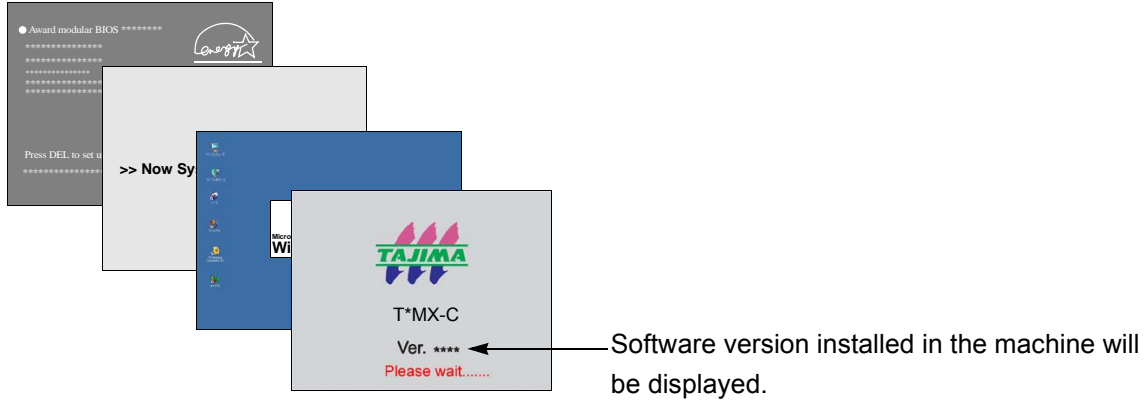 Award modular BIOS ********
***************
***************
***************
***************
***************
Press DEL to set u
****************
>> Now Sy
Micro
Wi
TAJIMA
T*MX-C
Ver. ****
Please wait.......
Software version installed in the machine will
be displayed.